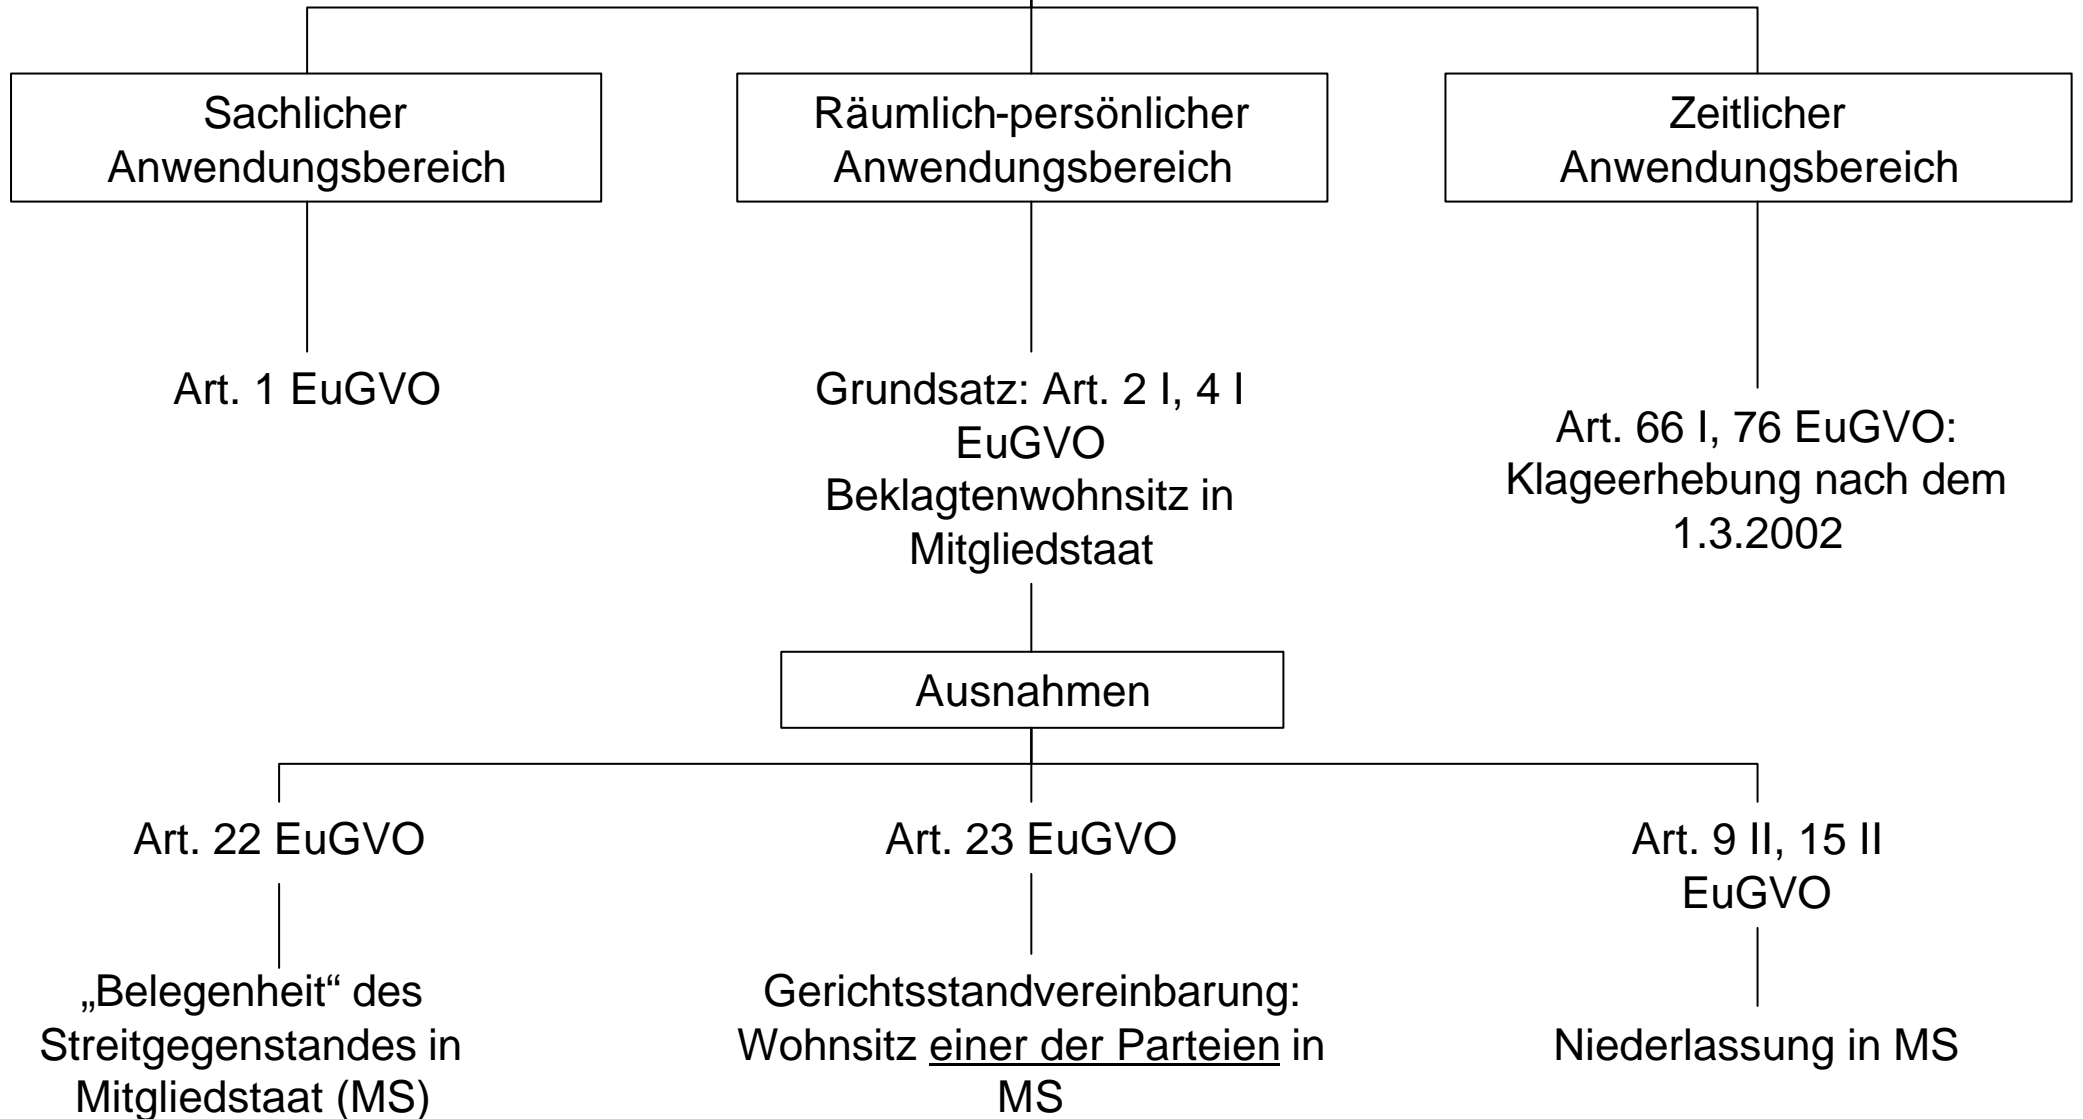 Sachlicher
Anwendungsbereich
Räumlich-persönlicher
Anwendungsbereich
Zeitlicher
Anwendungsbereich
Art. 1 EuGVO
Grundsatz: Art. 2 I, 4 I
EuGVO
Beklagtenwohnsitz in
Mitgliedstaat
Art. 66 I, 76 EuGVO:
Klageerhebung nach dem
1.3.2002
Ausnahmen
Art. 22 EuGVO
Art. 23 EuGVO
Art. 9 II, 15 II
EuGVO
„Belegenheit“ des
Streitgegenstandes in
Mitgliedstaat (MS)
Gerichtsstandvereinbarung:
Wohnsitz einer der Parteien in
MS
Niederlassung in MS